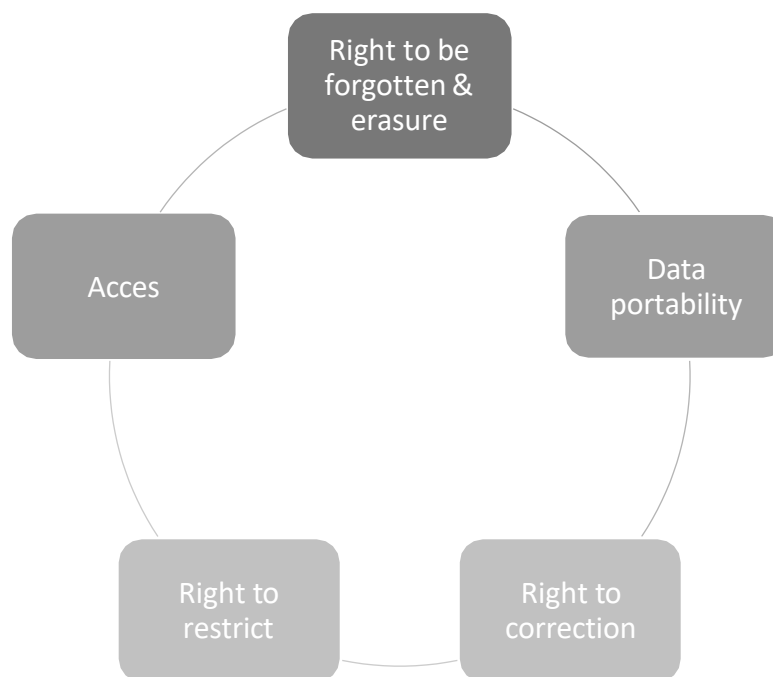 Right to be
forgotten &
erasure
Acces
Data
portability
Right to
restrict
Right to
correction